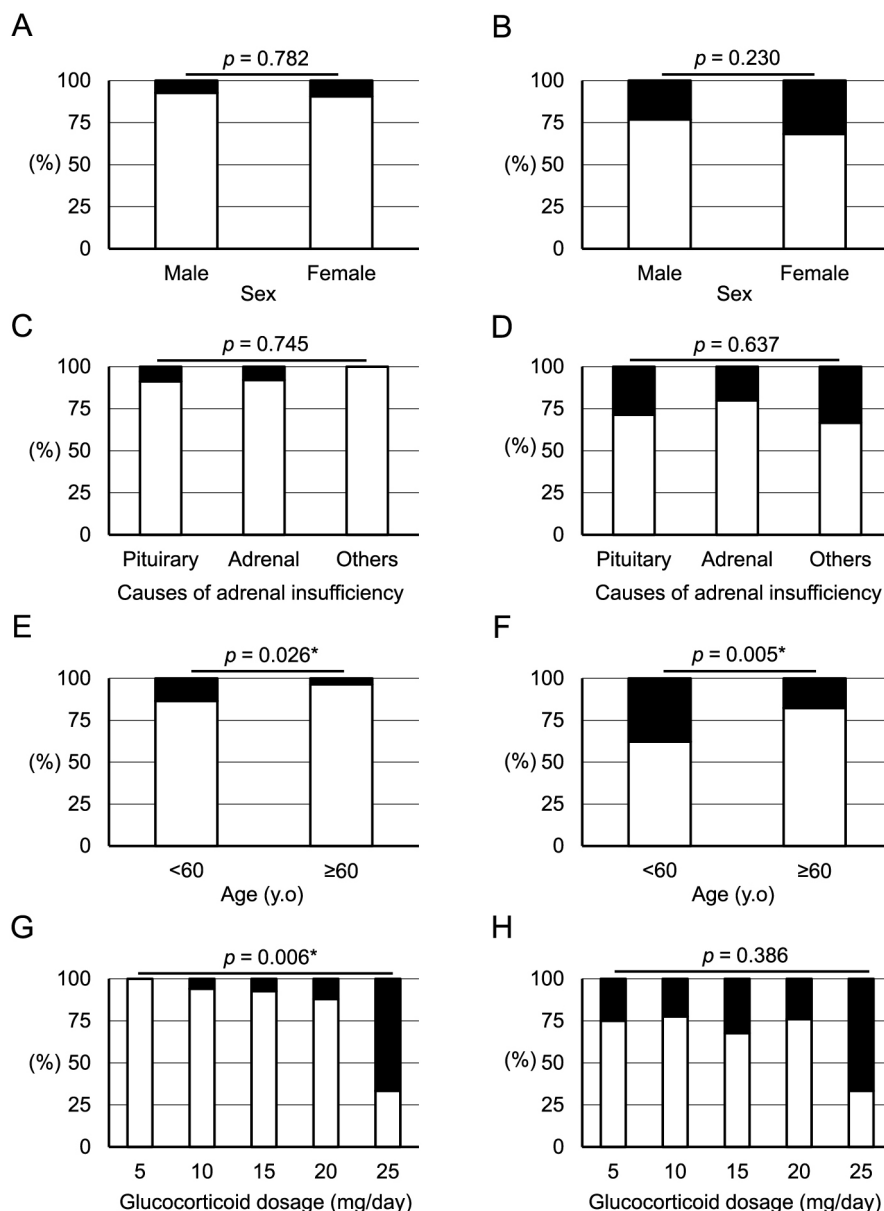 A
p = 0.782
100
75
(%) 50
25
0
Male Female
Sex
B
p = 0.230
100
75
(%) 50
25
0
Male Female
Sex
C
p = 0.745
100
75
(%) 50
25
0
Pituirary Adrenal Others
Causes of adrenal insufficiency
D
p = 0.637
100
75
(%) 50
25
0
Pituitary Adrenal Others
Causes of adrenal insufficiency
E
p = 0.026*
100
75
(%) 50
25
0
<60 ≥60
Age (y.o)
F
p = 0.005*
100
75
(%) 50
25
0
<60 ≥60
Age (y.o)
G
p = 0.006*
100
75
(%) 50
25
0
5 10 15 20 25
Glucocorticoid dosage (mg/day)
H
p = 0.386
100
75
(%) 50
25
0
5 10 15 20 25
Glucocorticoid dosage (mg/day)